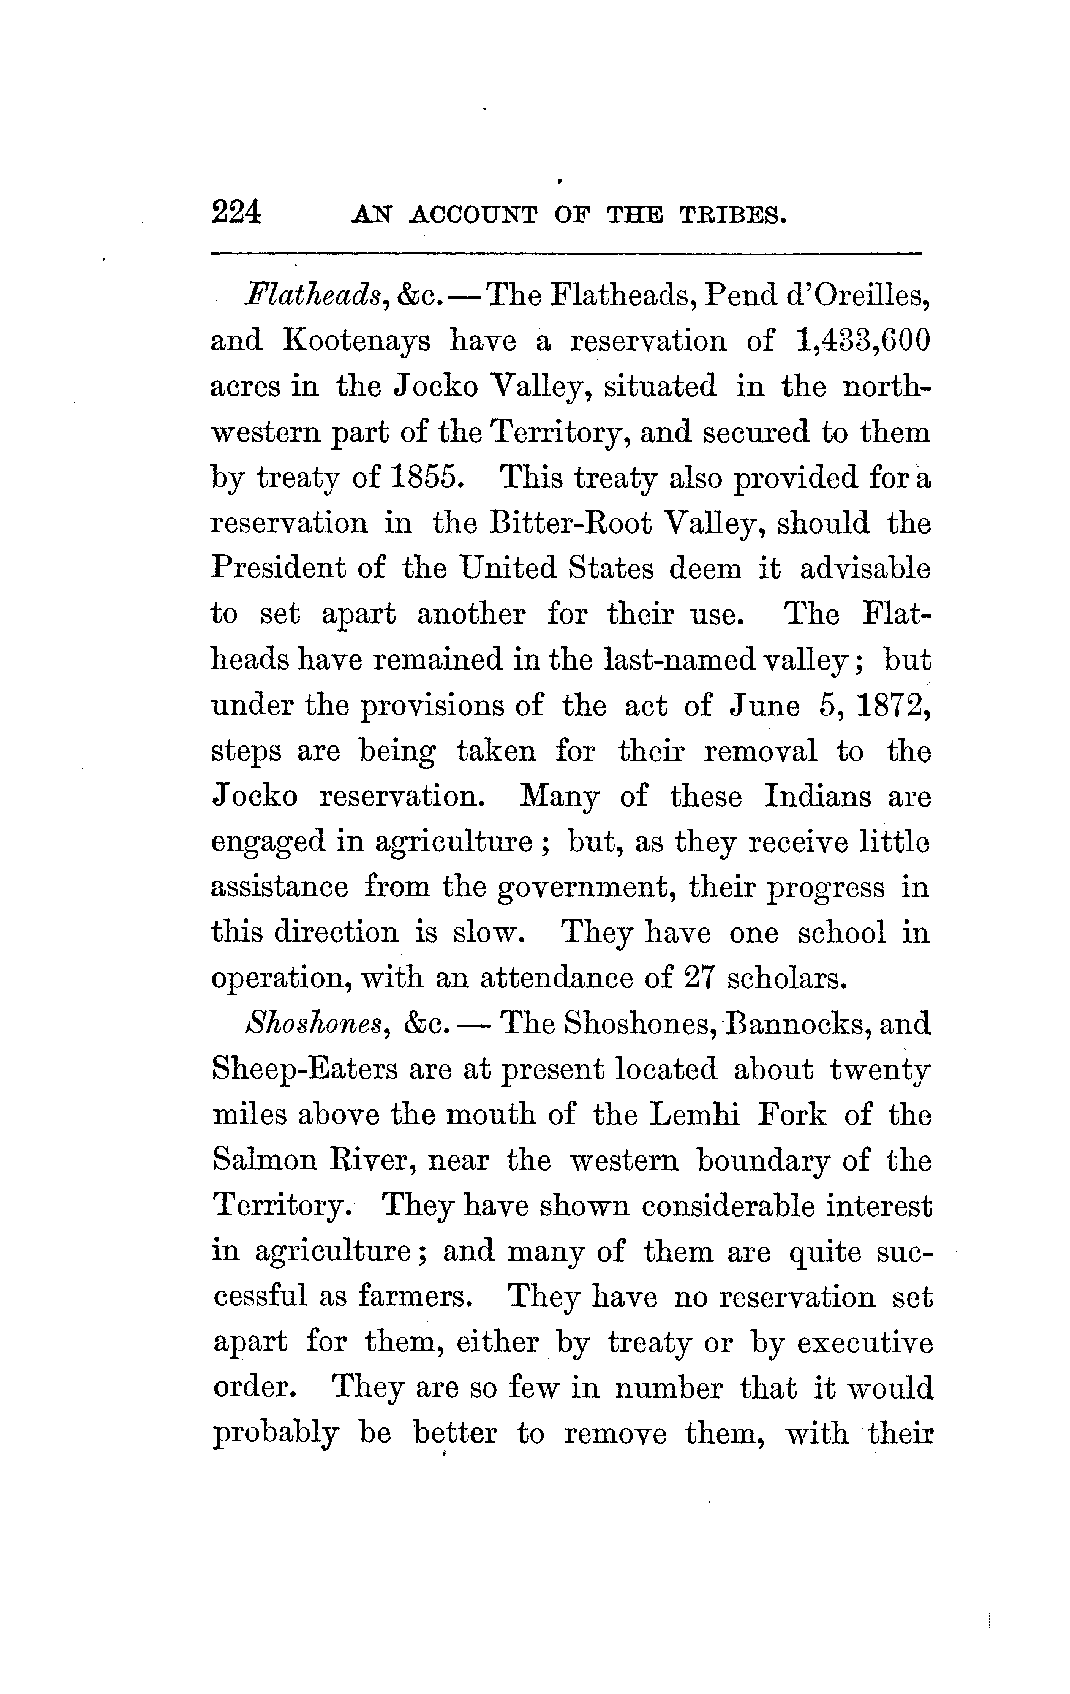 224 AN ACCOUNT OF THE TRIBES.
Flatheads, &c.—The Flatheads, Pend d'Oreilles,
and Kootenays have a reservation of 1,433,600
acres in the Jocko Valley, situated in the north-
western part of the Territory, and secured to them
by treaty of 1855. This treaty also provided for a
reservation in the Bitter-Root Valley, should the
President of the United States deem it advisable
to set apart another for their use. The Flat-
heads have remained in the last-named valley; but
under the provisions of the act of June 5, 1872,
steps are being taken for their removal to the
Jocko reservation. Many of these Indians are
engaged in agriculture; but, as they receive little
assistance from the government, their progress in
this direction is slow. They have one school in
operation, with an attendance of 27 scholars.
Shoshones, &c.—The Shoshones, Bannocks, and
Sheep-Eaters are at present located about twenty
miles above the mouth of the Lemhi Fork of the
Salmon River, near the western boundary of the
Territory. They have shown considerable interest
in agriculture; and many of them are quite suc-
cessful as farmers. They have no reservation set
apart for them, either by treaty or by executive
order. They are so few in number that it would
probably be better to remove them, with their